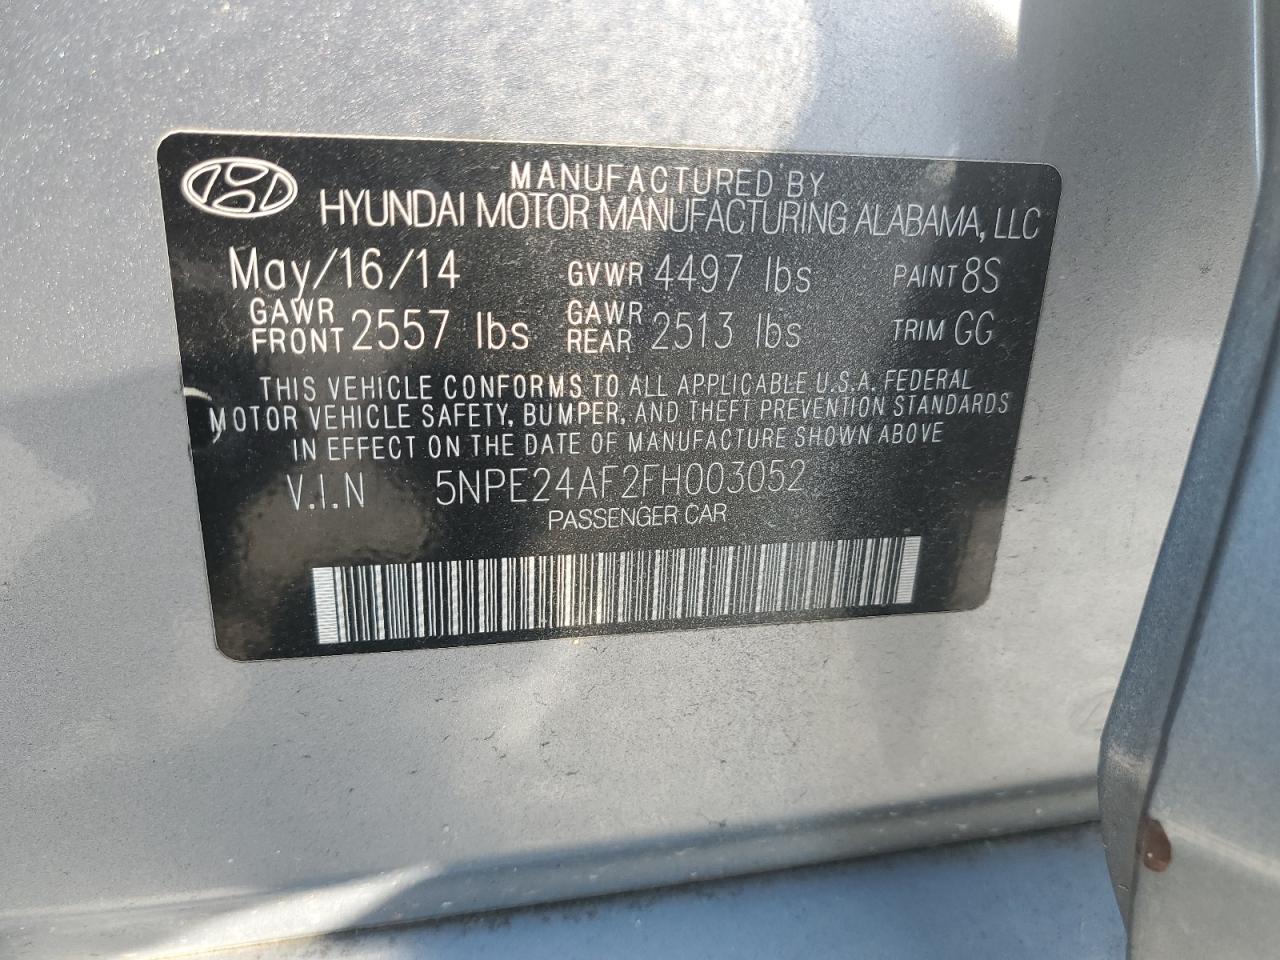 MANUFACTURED BY
HYUNDAI MOTOR MANUFACTURING ALABAMA, LLC
May/16/14 GVWR 4497 lbs PAINT 8S
GAWR FRONT 2557 lbs GAWR REAR 2513 lbs TRIM GG
THIS VEHICLE CONFORMS TO ALL APPLICABLE U.S.A. FEDERAL
MOTOR VEHICLE SAFETY, BUMPER, AND THEFT PREVENTION STANDARDS
IN EFFECT ON THE DATE OF MANUFACTURE SHOWN ABOVE
V.I.N 5NPE24AF2FH003052
PASSENGER CAR